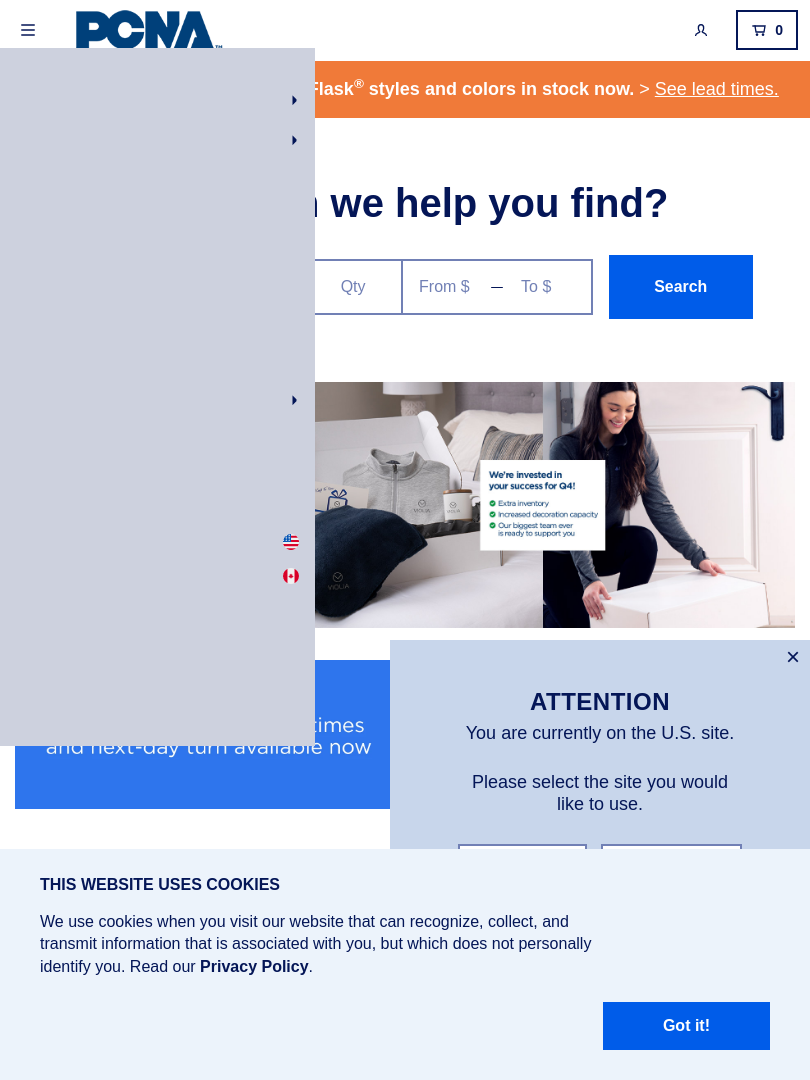 PCNA™
0
Flask® styles and colors in stock now. > See lead times.
we help you find?
Qty
From $
To $
Search
We're invested in
your success for Q4!
Extra inventory
Increased decoration capacity
Our biggest team ever
is ready to support you
VIOLIA
times
and next-day turn available now
ATTENTION
You are currently on the U.S. site.
Please select the site you would
like to use.
THIS WEBSITE USES COOKIES
We use cookies when you visit our website that can recognize, collect, and
transmit information that is associated with you, but which does not personally
identify you. Read our Privacy Policy.
Got it!